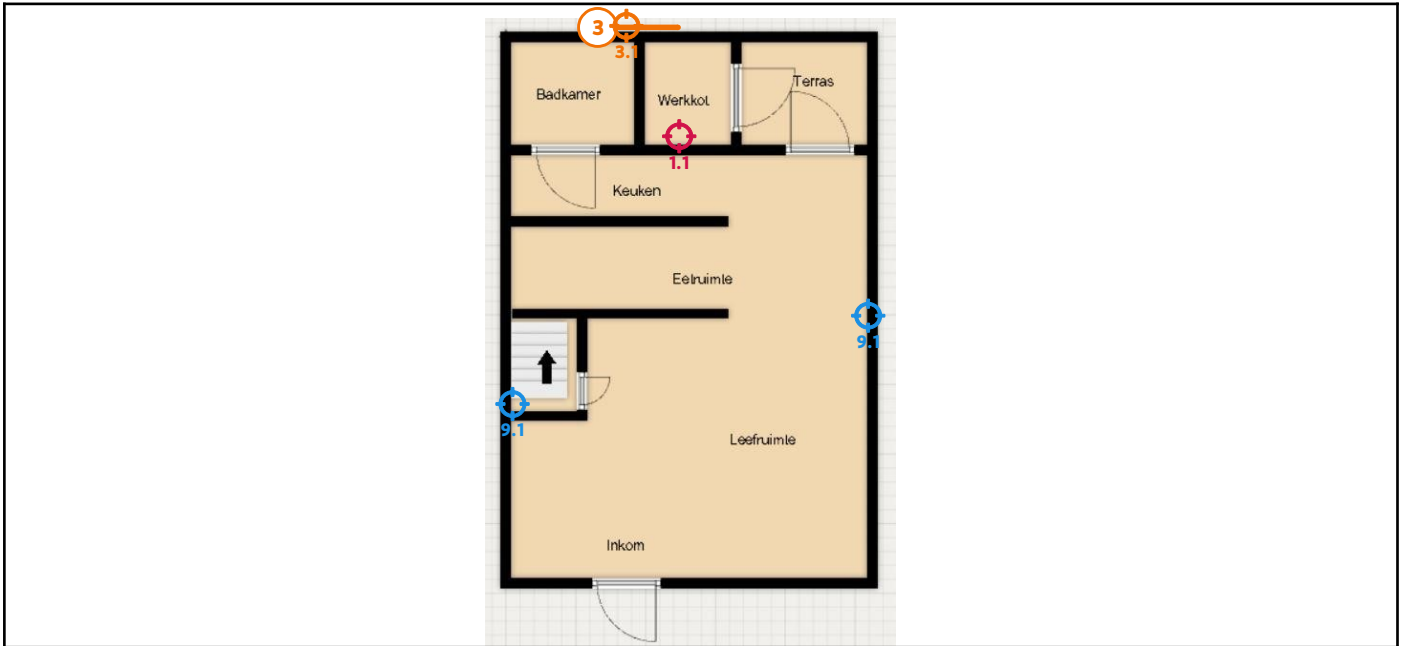 3
3.1
Terras
Badkamer
Werkkot
1.1
Keuken
Eetruimte
9.1
9.1
Leefruimte
Inkom